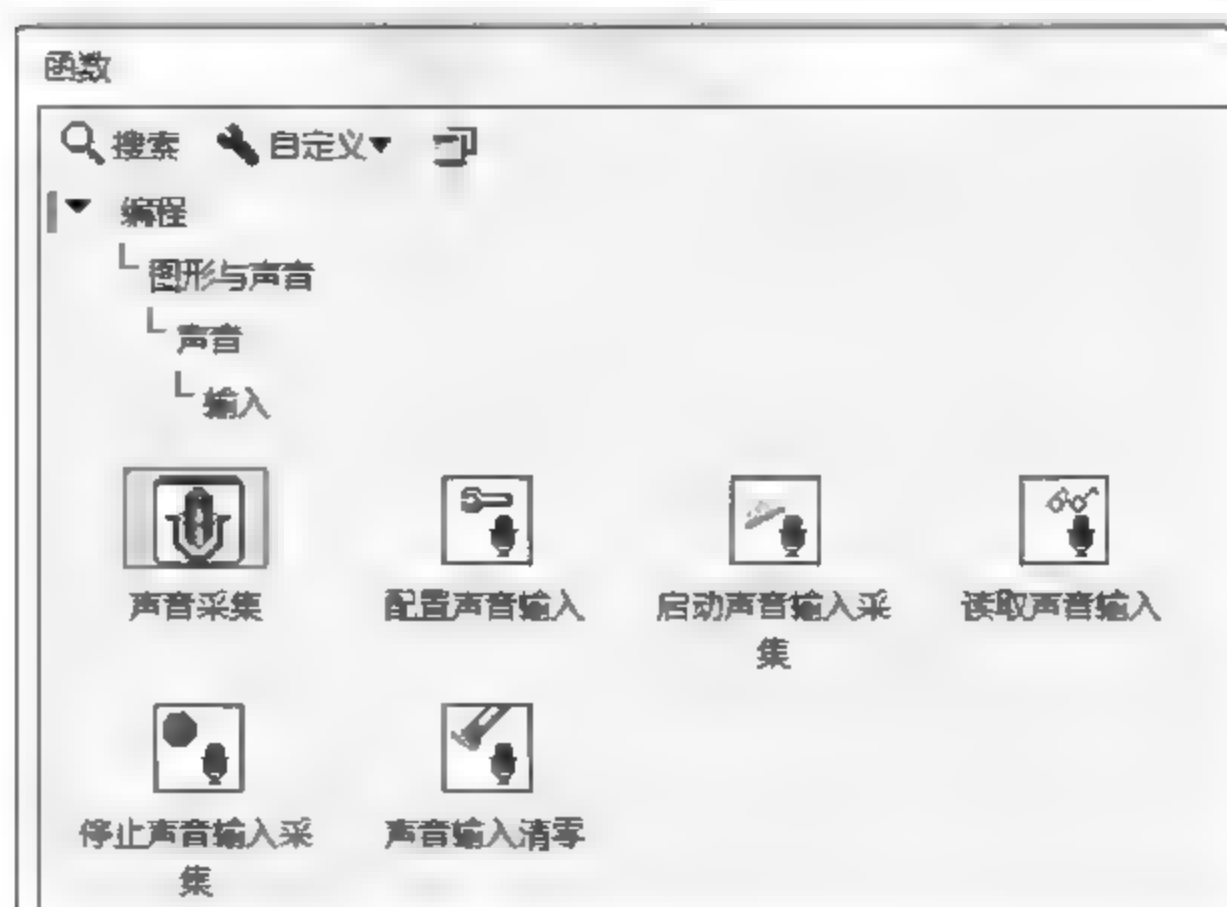 函数
搜索 自定义
编程
图形与声音
声音
输入
声音采集 配置声音输入 启动声音输入采 读取声音输入
集
停止声音输入采 声音输入清零
集